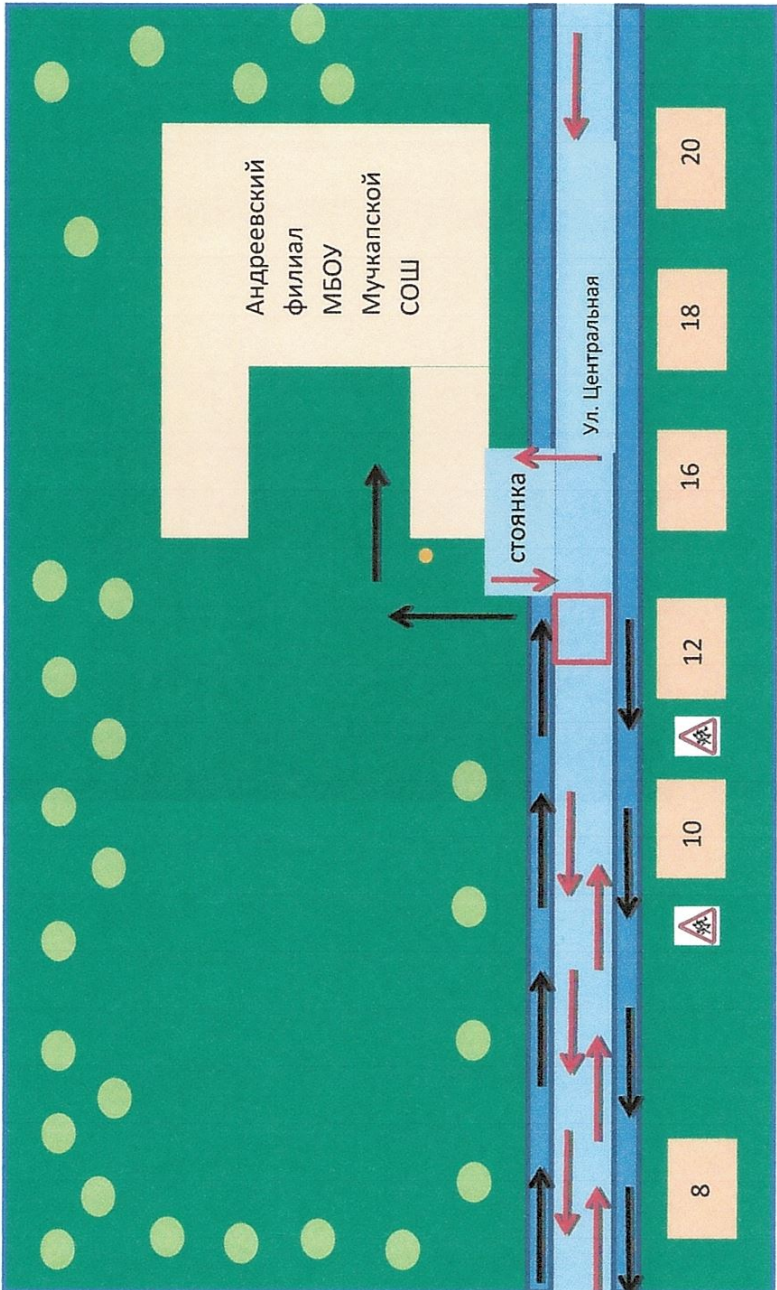 Андреевский
филиал
МБОУ
Мучкапской
СОШ
стоянка
Ул. Центральная
8
10
12
16
18
20